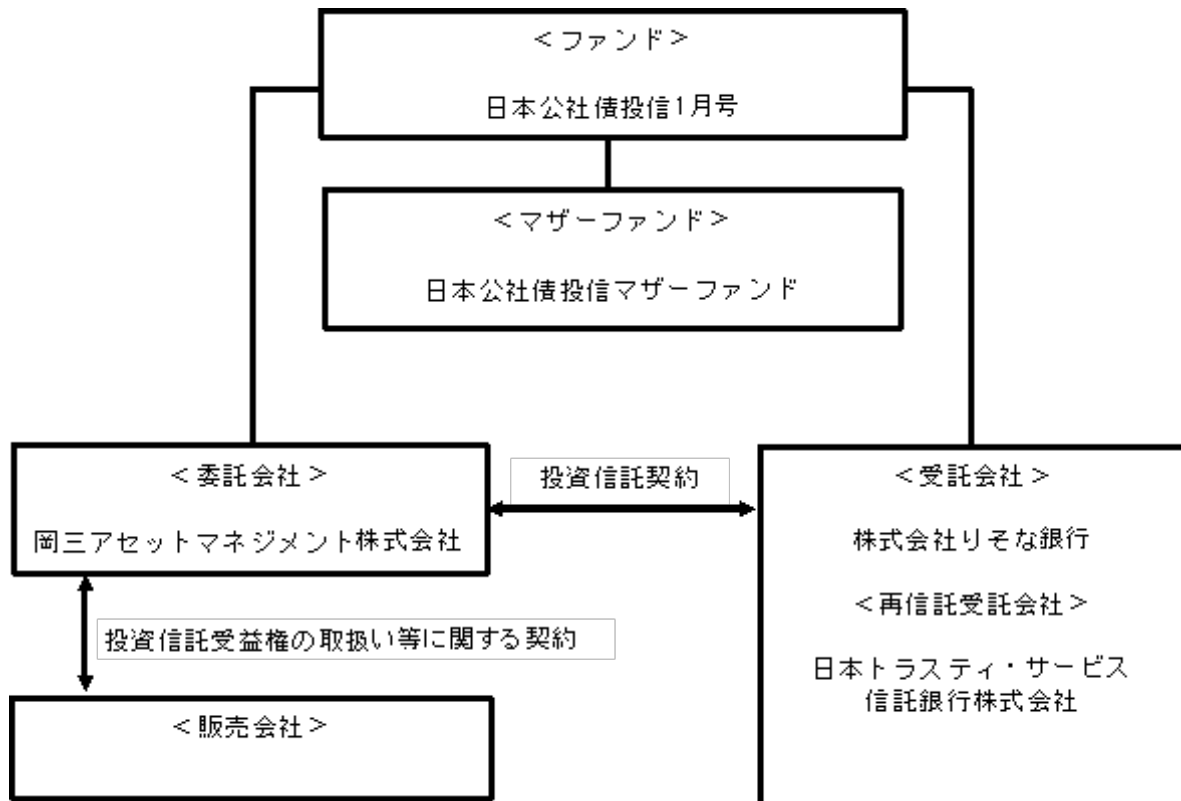 ＜ファンド＞
日本公社債投信1月号
＜マザーファンド＞
日本公社債投信マザーファンド
＜委託会社＞
岡三アセットマネジメント株式会社
投資信託契約
＜受託会社＞
株式会社りそな銀行
＜再信託受託会社＞
日本トラスティ・サービス
信託銀行株式会社
投資信託受益権の取扱い等に関する契約
＜販売会社＞